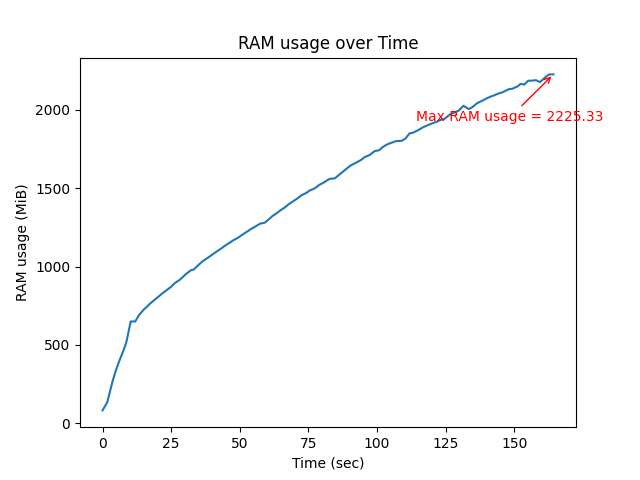 RAM usage over Time
RAM usage (MiB)
2000
1500
1000
500
0
Max RAM usage = 2225.33
0 25 50 75 100 125 150
Time (sec)